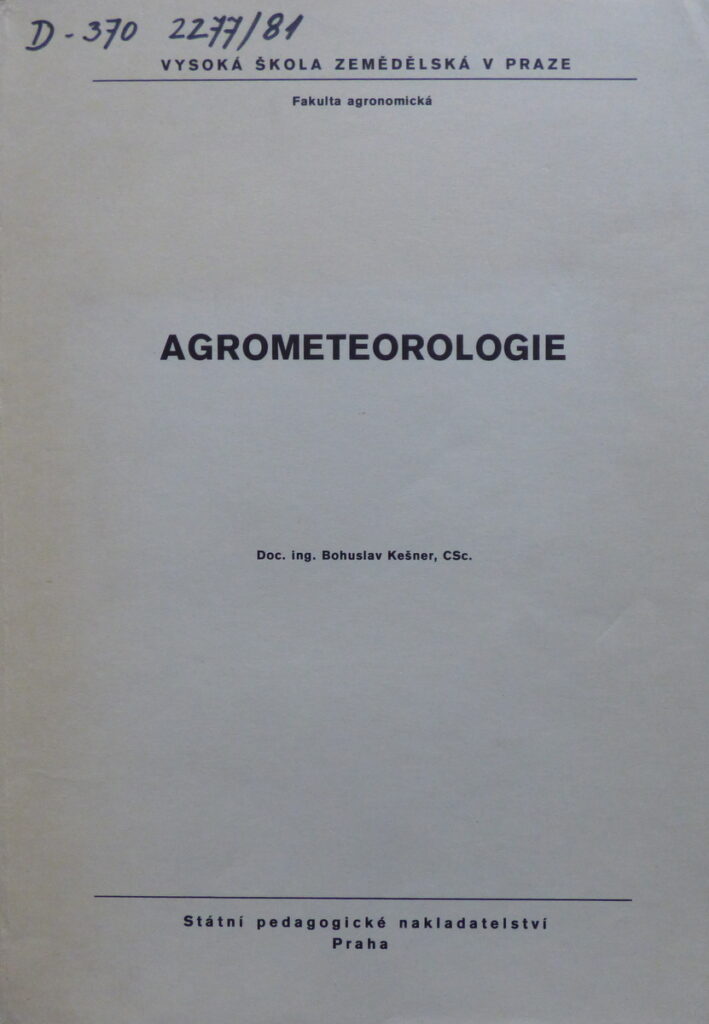 D-370 2277/81
VYSOKÁ ŠKOLA ZEMĚDĚLSKÁ V PRAZE
Fakulta agronomická
AGROMETEOROLOGIE
Doc. ing. Bohuslav Kešner, CSc.
Státní pedagogické nakladatelství
Praha